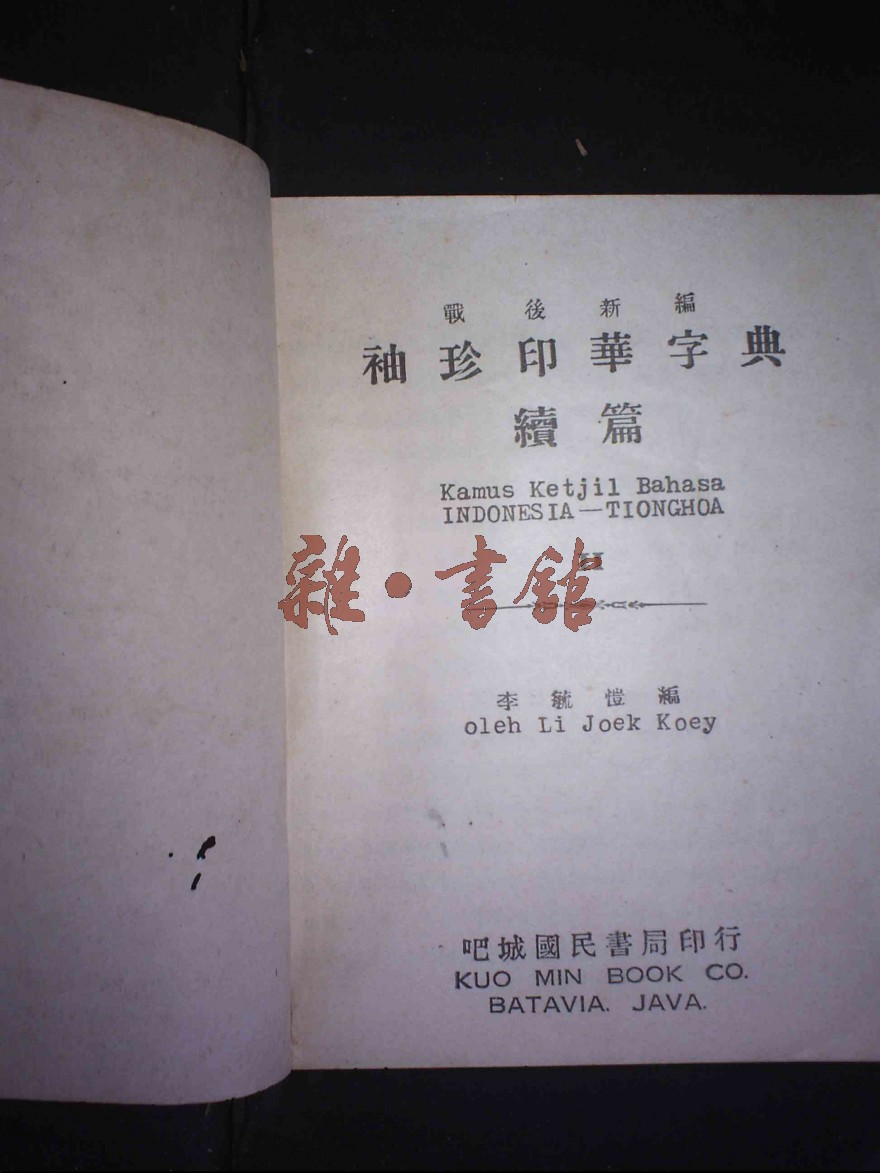 戰後新編
袖珍印華字典
續篇
Kamus Ketjil Bahasa
INDONESIA—TIONGHOA
II
雜·書館
李毓愷編
oleh Li Joek Koey
吧城國民書局印行
KUO MIN BOOK CO.
BATAVIA. JAVA.